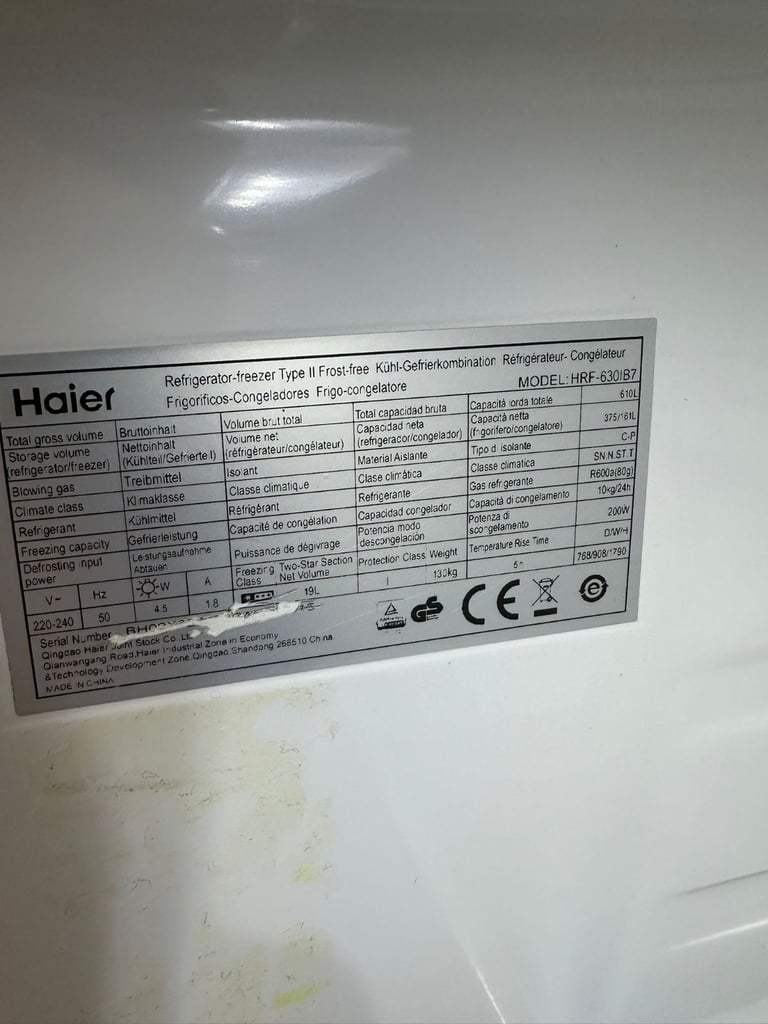 Haier
Refrigerator-freezer Type II Frost-free Kühl-Gefrierkombination Réfrigérateur- Congélateur
Frigorificos-Congeladores Frigo-congelatore
MODEL: HRF-630IB7
Total gross volume Bruttoinhalt Volume brut total Total capacidad bruta Capacità lorda totale 610L
Storage volume (refrigerator/freezer) Nettoinhalt (Kühlteil/Gefrierteil) Volume net (réfrigérateur/congélateur) Capacidad neta (refrigerador/congelador) Capacità netta (frigorifero/congelatore) 375/161L
Blowing gas Treibmittel Isolant Material Aislante Tipo di isolante C-P
Climate class Klimaklasse Classe climatique Clase climática Classe climatica SN.N.ST.T
Refrigerant Kühlmittel Réfrigérant Refrigerante Gas refrigerante R600a(80g)
Freezing capacity Gefrierleistung Capacité de congélation Capacidad congelador Capacità di congelamento 10kg/24h
Defrosting input power Leistungsaufnahme Abtauen Puissance de dégivrage Potencia modo descongelación Potenza di scongelamento 200W
V~ Hz W A Freezing Class Two-Star Section Net Volume Protection Class Weight Temperature Rise Time D/W/H
220-240 50 4.5 1.8 19L I 130kg 5h 768/908/1790
Serial Number
Qingdao Haier Joint Stock Co.,Lt
Qianwangang Road,Haier Industrial Zone in Economy
&Technology Development Zone,Qingdao,Shandong 266510 China
MADE IN CHINA
CE